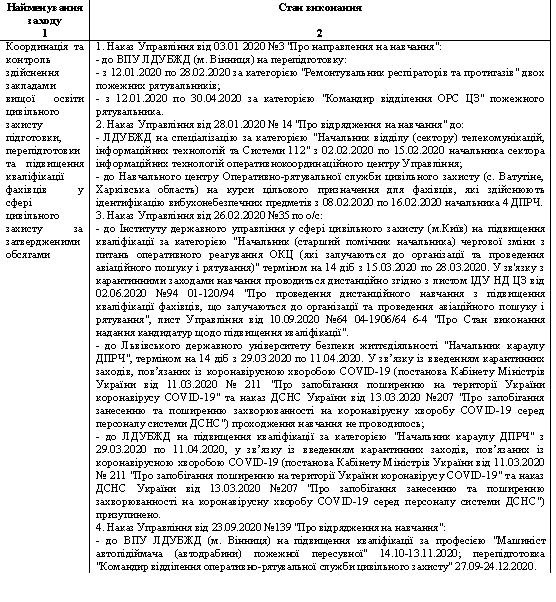 Найменування
заходу
Стан виконання
1
2
Координація та
контроль
здійснення
закладами
вищої освіти
цивільного
захисту
підготовки,
перепідготовки
та підвищення
кваліфікації
фахівців у
сфері
цивільного
захисту за
затвердженими
обсягами
1. Наказ Управління від 03.01 2020 №3 "Про направлення на навчання":
- до ВПУ ЛДУБЖД (м. Вінниця) на перепідготовку:
- з 12.01.2020 по 28.02.2020 за категорією "Ремонтувальник респіраторів та протигазів" двох
пожежних рятувальників;
- з 12.01.2020 по 30.04.2020 за категорією "Командир відділення ОРС ЦЗ" пожежного
рятувальника.
2. Наказ Управління від 28.01.2020 № 14 "Про відрядження на навчання" до:
- ЛДУБЖД на спеціалізацію за категорією "Начальник відділу (сектору) телекомунікацій,
інформаційних технологій та Системи 112" з 02.02.2020 по 15.02.2020 начальника сектора
інформаційних технологій оперативнокоординаційного центру Управління;
- до Навчального центру Оперативно-рятувальної служби цивільного захисту (с. Ватутіне,
Харківська область) на курси цільового призначення для фахівців, які здійснюють
ідентифікацію вибухонебезпечних предметів з 08.02.2020 по 16.02.2020 начальника 4 ДПРЧ.
3. Наказ Управління від 26.02.2020 №35 по о/с:
- до Інституту державного управління у сфері цивільного захисту (м.Київ) на підвищення
кваліфікації за категорією "Начальник (старший помічник начальника) чергової зміни з
питань оперативного реагування ОКЦ (які залучаються до організації та проведення
авіаційного пошуку і рятування)" терміном на 14 діб з 15.03.2020 по 28.03.2020. У зв'язку з
карантинними заходами навчання проводиться дистанційно згідно з листом ІДУ НД ЦЗ від
02.06.2020 №94 01-120/94 "Про проведення дистанційного навчання з підвищення
кваліфікації фахівців, що залучаються до організації та проведення авіаційного пошуку і
рятування", лист Управління від 10.09.2020 №64 04-1906/64 6-4 "Про Стан виконання
надання кандидатур щодо підвищення кваліфікації".
- до Львівського державного університету безпеки життєдіяльності "Начальник караулу
ДПРЧ", терміном на 14 діб з 29.03.2020 по 11.04.2020. У зв'язку із введенням карантинних
заходів, пов'язаних із коронавірусною хворобою COVID-19 (постанова Кабінету Міністрів
України від 11.03.2020 № 211 "Про запобігання поширенню на території України
коронавірусу COVID-19" та наказ ДСНС України від 13.03.2020 №207 "Про запобігання
занесенню та поширенню захворюванності на коронавірусну хворобу COVID-19 серед
персоналу системи ДСНС") проходження навчання не проводилось;
- до ЛДУБЖД на підвищення кваліфікації за категорією "Начальник караулу ДПРЧ" з
29.03.2020 по 11.04.2020, у зв'язку із введенням карантинних заходів, пов'язаних із
коронавірусною хворобою COVID-19 (постанова Кабінету Міністрів України від 11.03.2020
№ 211 "Про запобігання поширенню на території України коронавірусу COVID-19" та наказ
ДСНС України від 13.03.2020 №207 "Про запобігання занесенню та поширенню
захворюванності на коронавірусну хворобу COVID-19 серед персоналу системи ДСНС")
призупинено.
4. Наказ Управління від 23.09.2020 №139 "Про відрядження на навчання":
- до ВПУ ЛДУБЖД (м. Вінниця) на підвищення кваліфікації за професією "Машиніст
автопідіймача (автодрабини) пожежної пересувної" 14.10-13.11.2020; перепідготовка
"Командир відділення оперативно-рятувальної служби цивільного захисту" 27.09-24.12.2020.